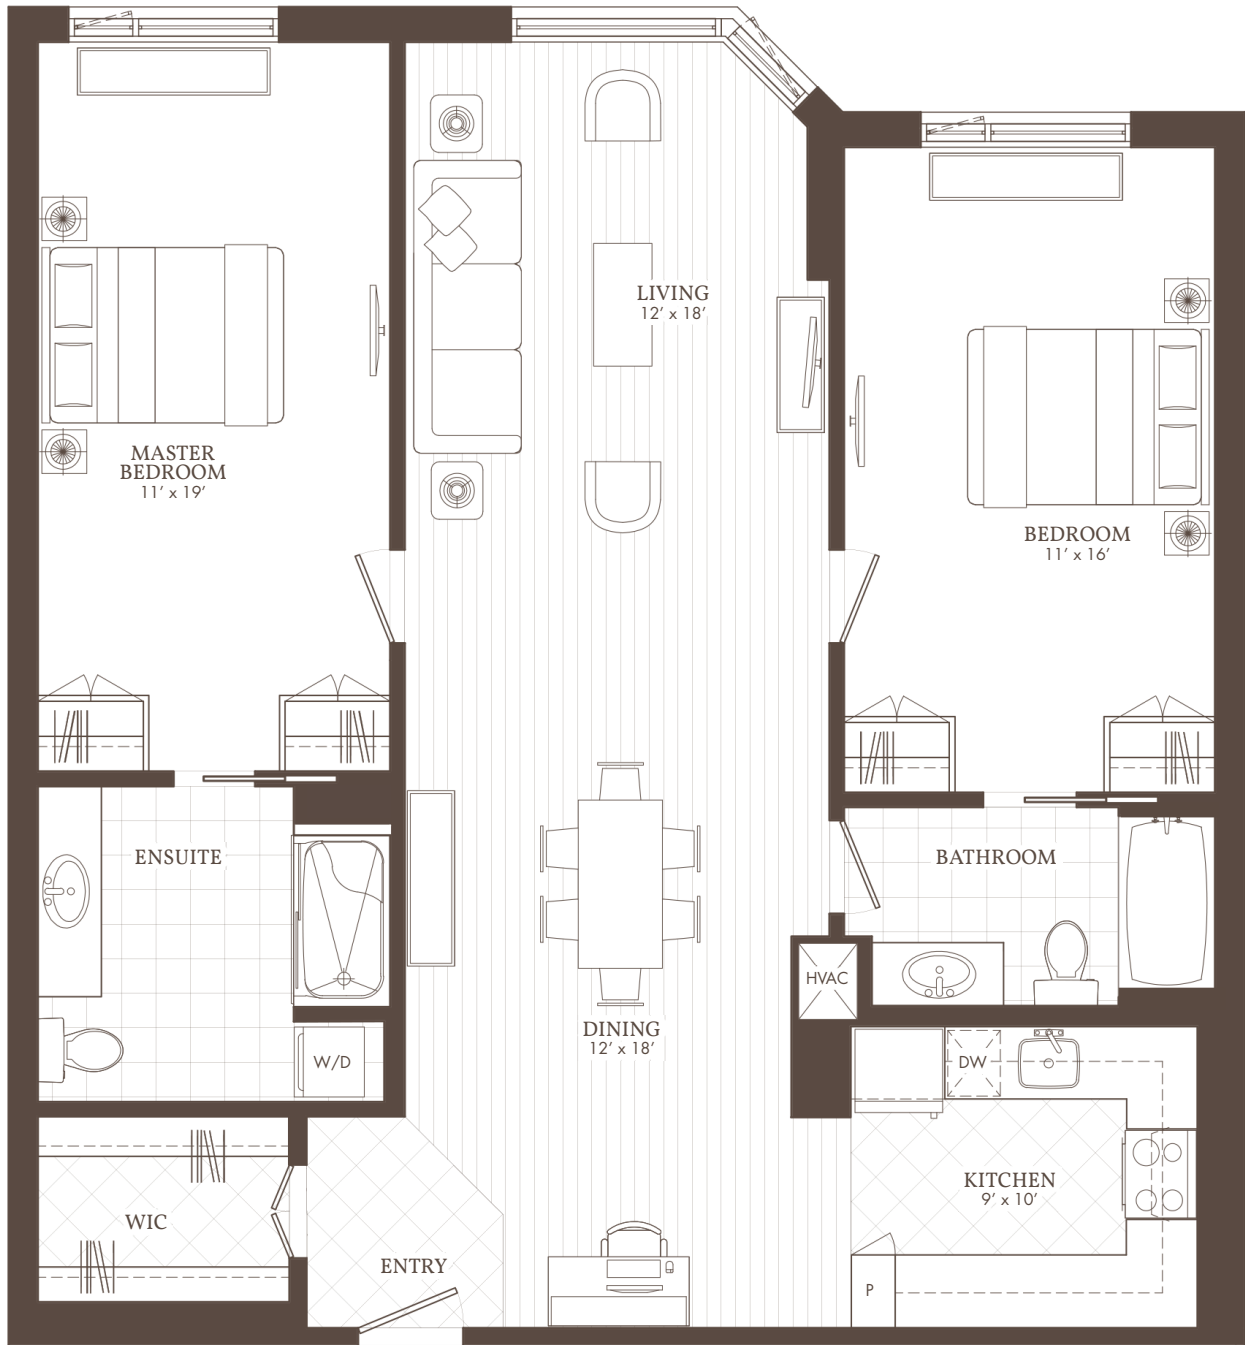 LIVING
12’ x 18’
MASTER
BEDROOM
11’ x 19’
BEDROOM
11’ x 16’
ENSUITE
BATHROOM
HVAC
DINING
12’ x 18’
W/D
DW
KITCHEN
9’ x 10’
WIC
ENTRY
P